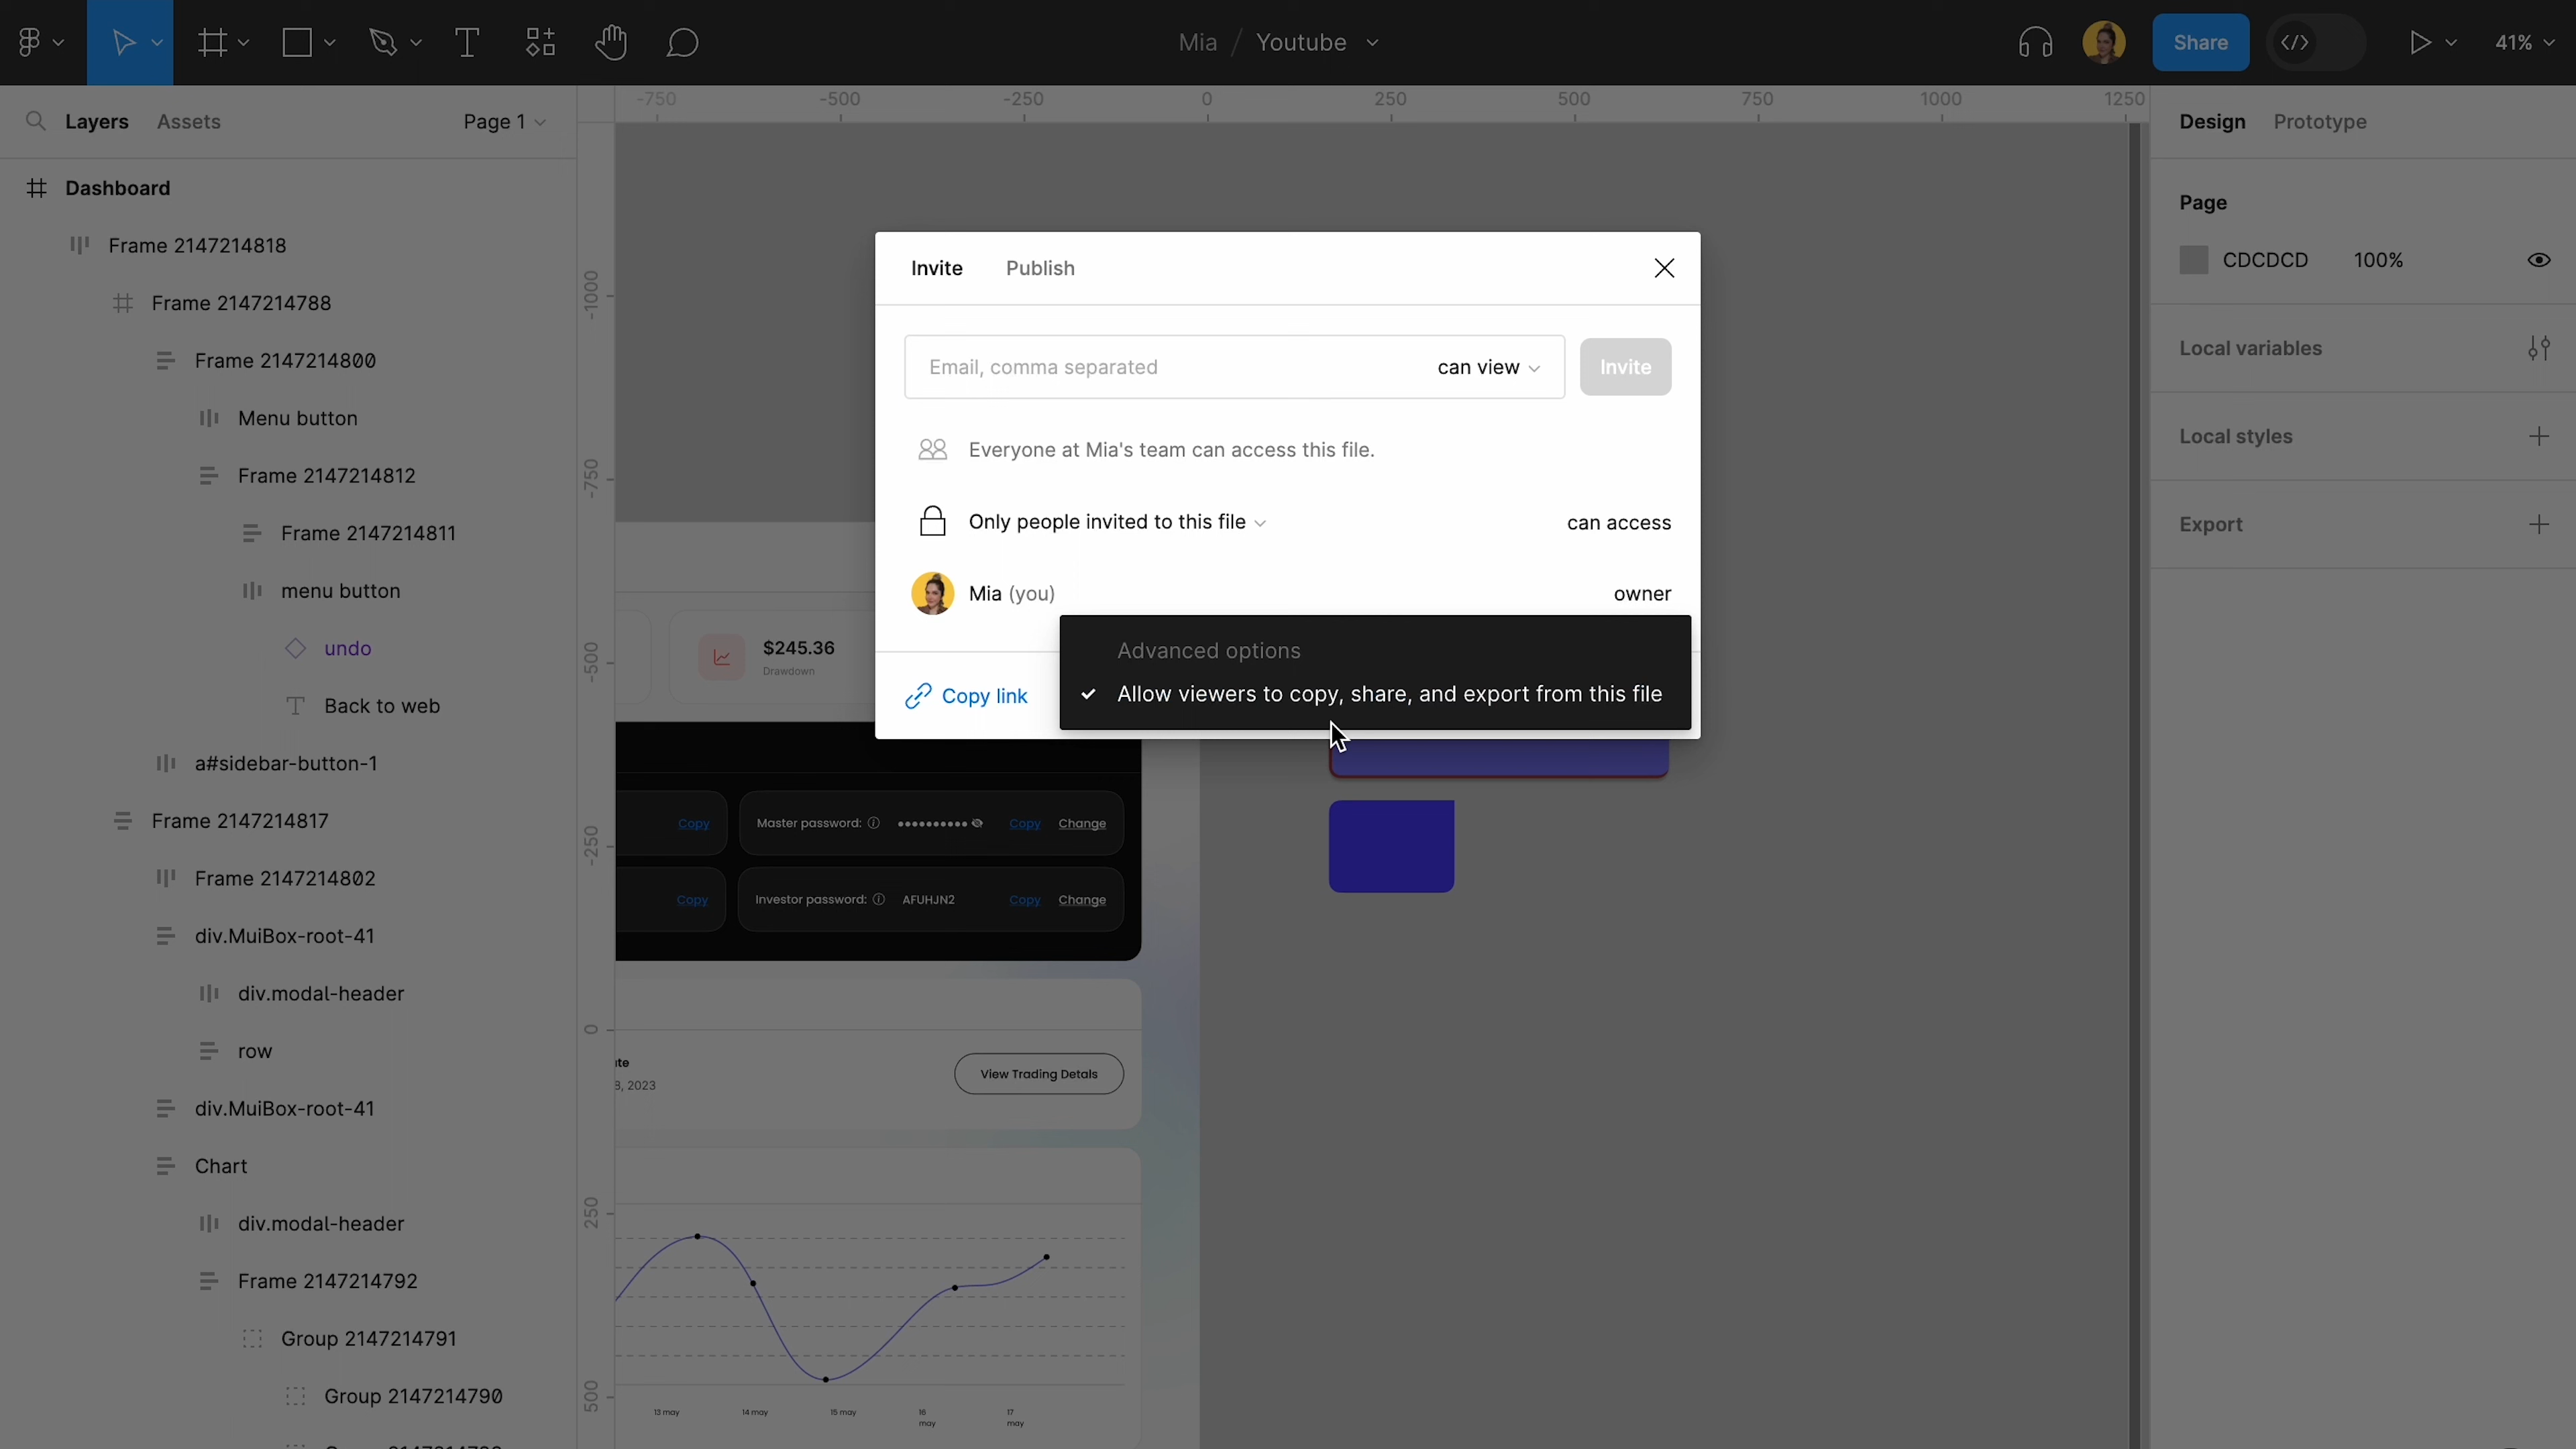 Mia / Youtube
Share
41%
Layers
Assets
Page 1
-750
-500
-250
0
250
500
750
1000
1250
Design
Prototype
Dashboard
Frame 2147214818
Frame 2147214788
Frame 2147214800
Menu button
Frame 2147214812
Frame 2147214811
menu button
undo
Back to web
a#sidebar-button-1
Frame 2147214817
Frame 2147214802
div.MuiBox-root-41
div.modal-header
row
div.MuiBox-root-41
Chart
div.modal-header
Frame 2147214792
Group 2147214791
Group 2147214790
-1000
-750
-500
-250
0
250
500
Invite
Publish
Email, comma separated
can view
Invite
Everyone at Mia's team can access this file.
Only people invited to this file
can access
Mia (you)
owner
Advanced options
Allow viewers to copy, share, and export from this file
Copy link
$245.36
Drawdown
Copy
Master password:
Copy
Change
Copy
Investor password:
AFUHJN2
Copy
Change
8, 2023
View Trading Detals
13 may
14 may
15 may
16
may
17
may
Page
CDCDCD
100%
Local variables
Local styles
Export